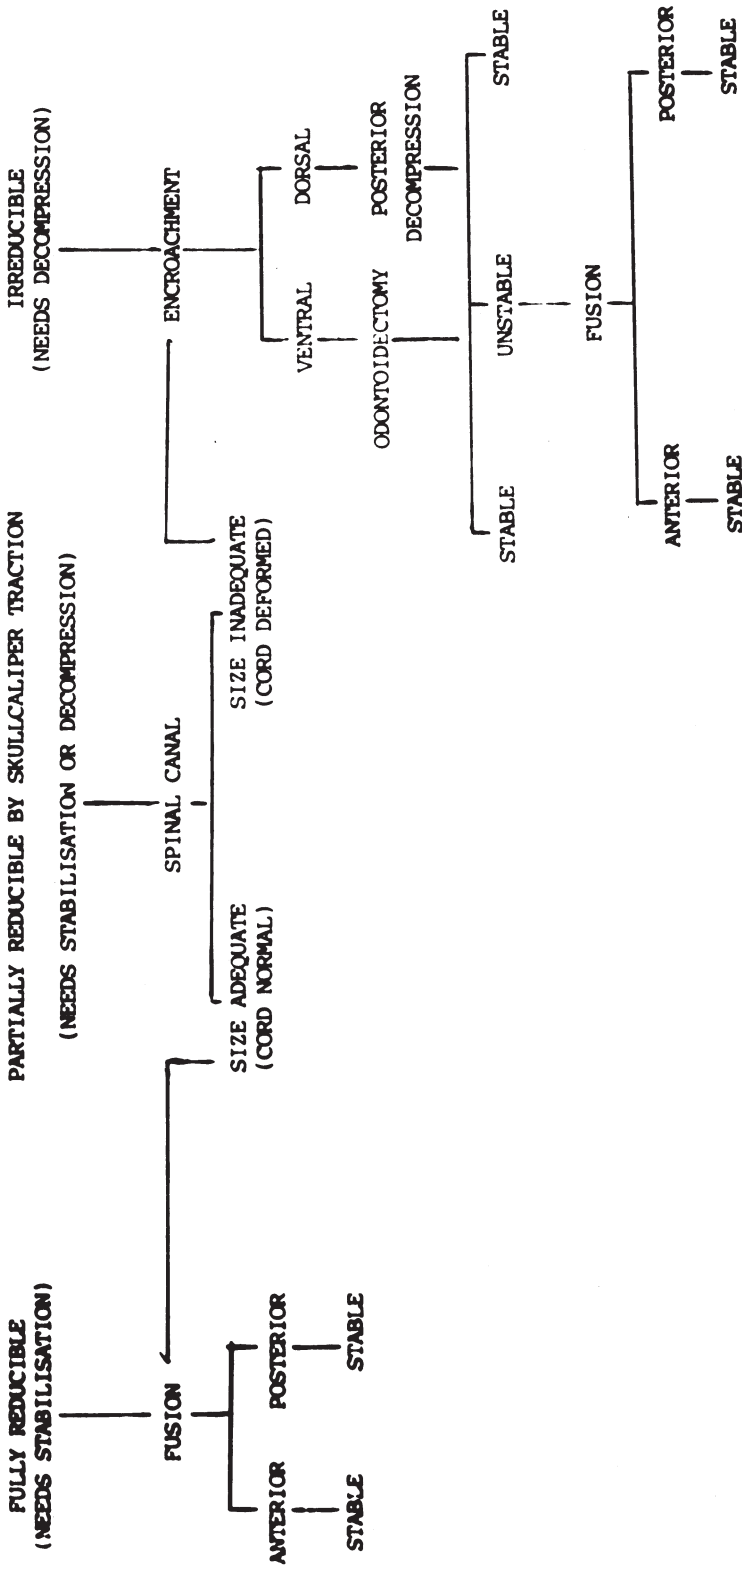 FULLY REDUCIBLE
(NEEDS STABILISATION)
FUSION
ANTERIOR
POSTERIOR
STABLE
STABLE
PARTIALLY REDUCIBLE BY SKULLCALIPER TRACTION
(NEEDS STABILISATION OR DECOMPRESSION)
SPINAL CANAL
SIZE ADEQUATE
(CORD NORMAL)
SIZE INADEQUATE
(CORD DEFORMED)
IRREDUCIBLE
(NEEDS DECOMPRESSION)
ENCROACHMENT
VENTRAL
DORSAL
ODONTOIDECTOMY
POSTERIOR
DECOMPRESSION
STABLE
UNSTABLE
STABLE
FUSION
ANTERIOR
POSTERIOR
STABLE
STABLE